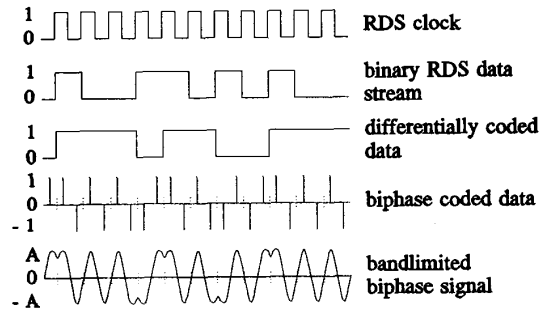 1
0
RDS clock
1
0
binary RDS data
stream
1
0
differentially coded
data
1
0
- 1
biphase coded data
A
0
- A
bandlimited
biphase signal